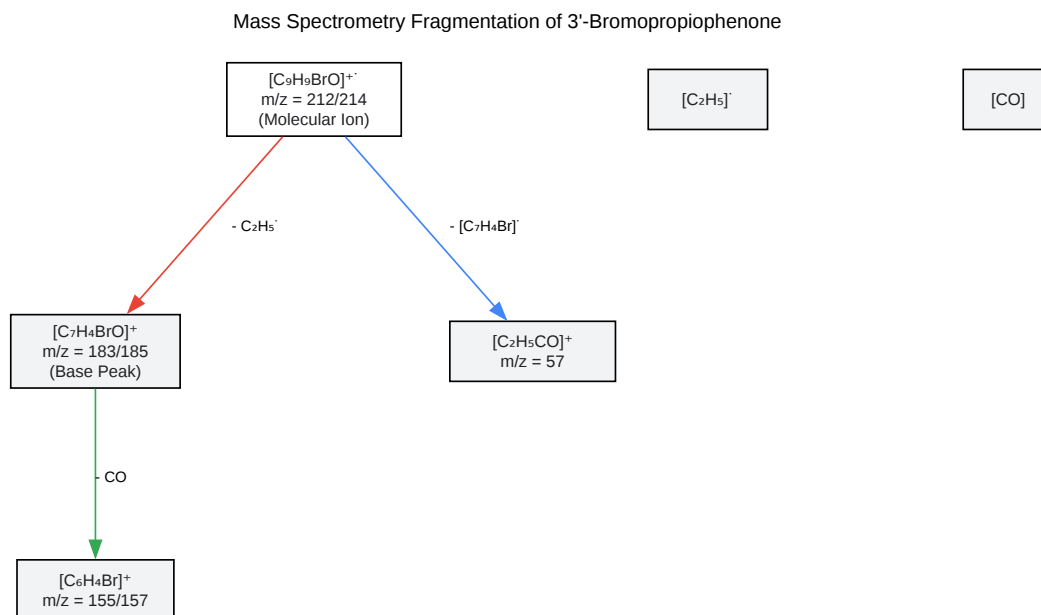 Mass Spectrometry Fragmentation of 3'-Bromopropiophenone
[C₉H₉BrO]⁺˙
m/z = 212/214
(Molecular Ion)
[C₂H₅]˙
[CO]
- C₂H₅˙
- [C₇H₄Br]˙
[C₇H₄BrO]⁺
m/z = 183/185
(Base Peak)
[C₂H₅CO]⁺
m/z = 57
- CO
[C₆H₄Br]⁺
m/z = 155/157